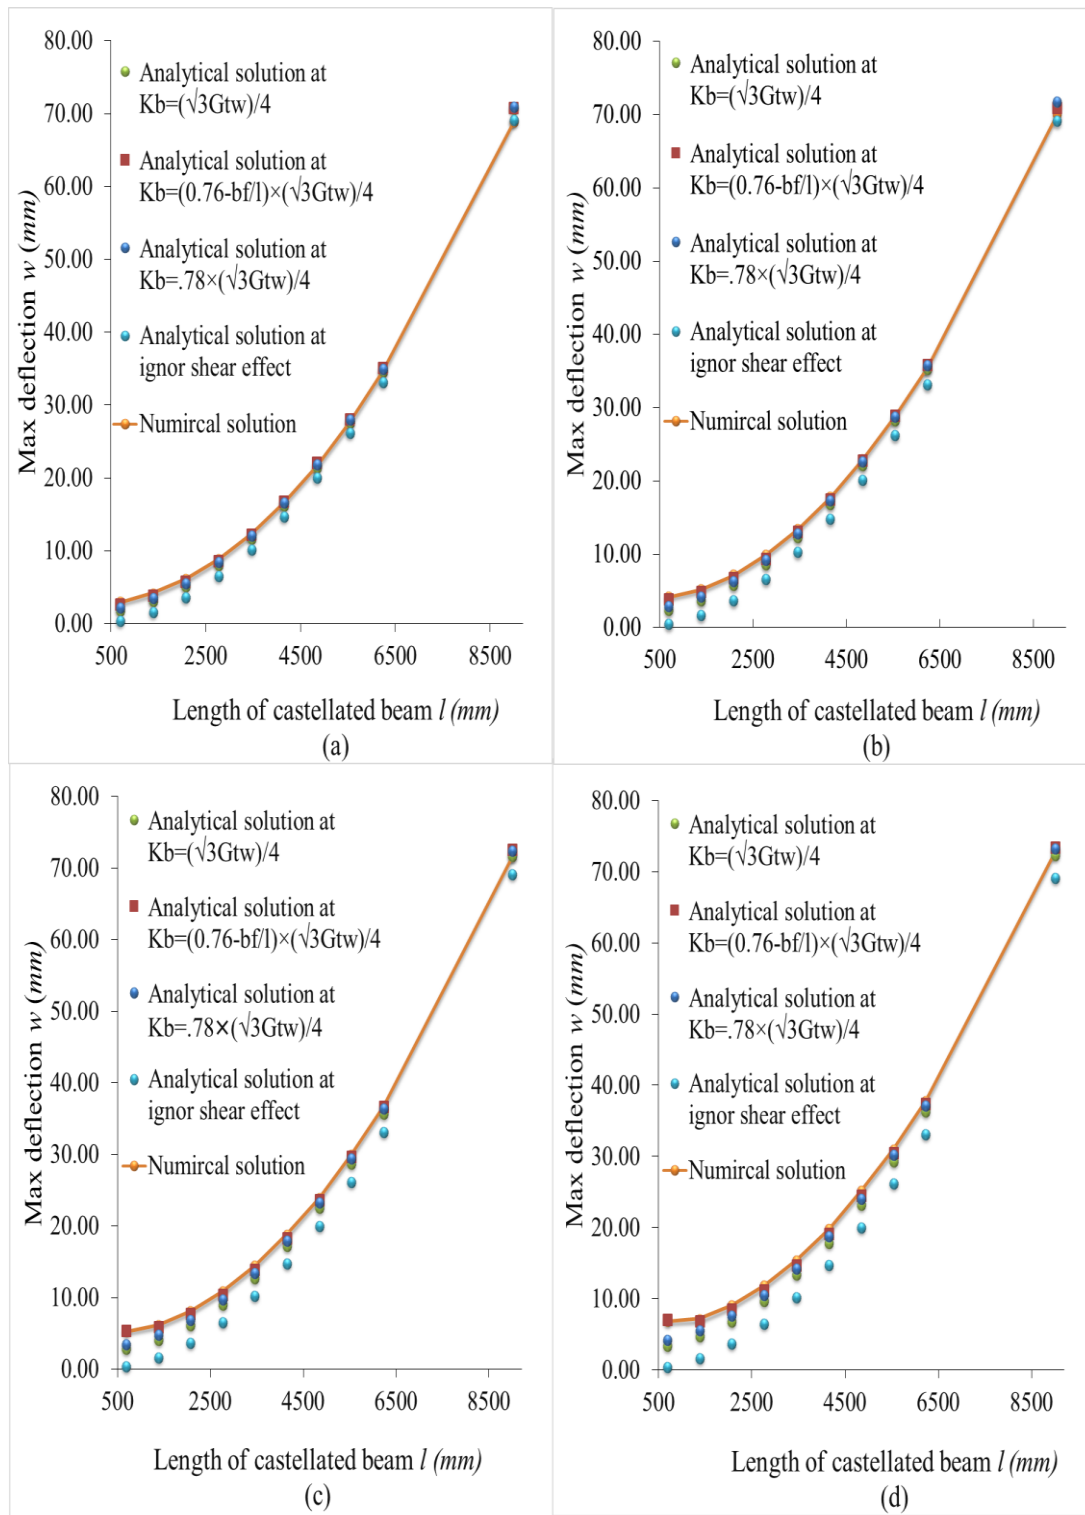 80.00
70.00
60.00
50.00
40.00
30.00
20.00
10.00
0.00
Max deflection w (mm)
Analytical solution at
Kb=(√3Gtw)/4
Analytical solution at
Kb=(0.76-bf/l)×(√3Gtw)/4
Analytical solution at
Kb=.78×(√3Gtw)/4
Analytical solution at
ignor shear effect
Numircal solution
500 2500 4500 6500 8500
Length of castellated beam l (mm)
(a)
80.00
70.00
60.00
50.00
40.00
30.00
20.00
10.00
0.00
Max deflection w (mm)
Analytical solution at
Kb=(√3Gtw)/4
Analytical solution at
Kb=(0.76-bf/l)×(√3Gtw)/4
Analytical solution at
Kb=.78×(√3Gtw)/4
Analytical solution at
ignor shear effect
Numircal solution
500 2500 4500 6500 8500
Length of castellated beam l (mm)
(b)
80.00
70.00
60.00
50.00
40.00
30.00
20.00
10.00
0.00
Max deflection w (mm)
Analytical solution at
Kb=(√3Gtw)/4
Analytical solution at
Kb=(0.76-bf/l)×(√3Gtw)/4
Analytical solution at
Kb=.78×(√3Gtw)/4
Analytical solution at
ignor shear effect
Numircal solution
500 2500 4500 6500 8500
Length of castellated beam l (mm)
(c)
80.00
70.00
60.00
50.00
40.00
30.00
20.00
10.00
0.00
Max deflection w (mm)
Analytical solution at
Kb=(√3Gtw)/4
Analytical solution at
Kb=(0.76-bf/l)×(√3Gtw)/4
Analytical solution at
Kb=.78×(√3Gtw)/4
Analytical solution at
ignor shear effect
Numircal solution
500 2500 4500 6500 8500
Length of castellated beam l (mm)
(d)